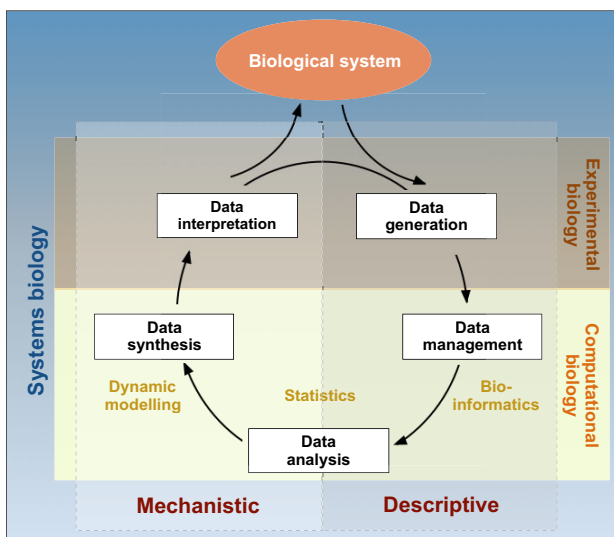 Biological system
Data
interpretation
Data
generation
Experimental
biology
Systems biology
Data
synthesis
Data
management
Computational
biology
Dynamic
modelling
Statistics
Bio-
informatics
Data
analysis
Mechanistic
Descriptive